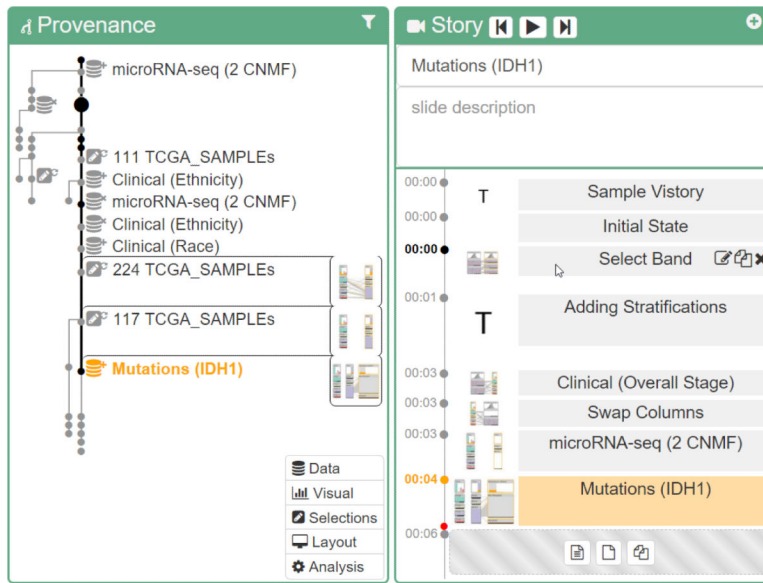 Provenance
microRNA-seq (2 CNMF)
111 TCGA_SAMPLEs
Clinical (Ethnicity)
microRNA-seq (2 CNMF)
Clinical (Ethnicity)
Clinical (Race)
224 TCGA_SAMPLEs
117 TCGA_SAMPLEs
Mutations (IDH1)
Data
Visual
Selections
Layout
Analysis
Story
Mutations (IDH1)
slide description
00:00 T Sample Vistory
00:00 Initial State
00:00 Select Band
00:01 T Adding Stratifications
00:03 Clinical (Overall Stage)
00:03 Swap Columns
00:03 microRNA-seq (2 CNMF)
00:04 Mutations (IDH1)
00:06